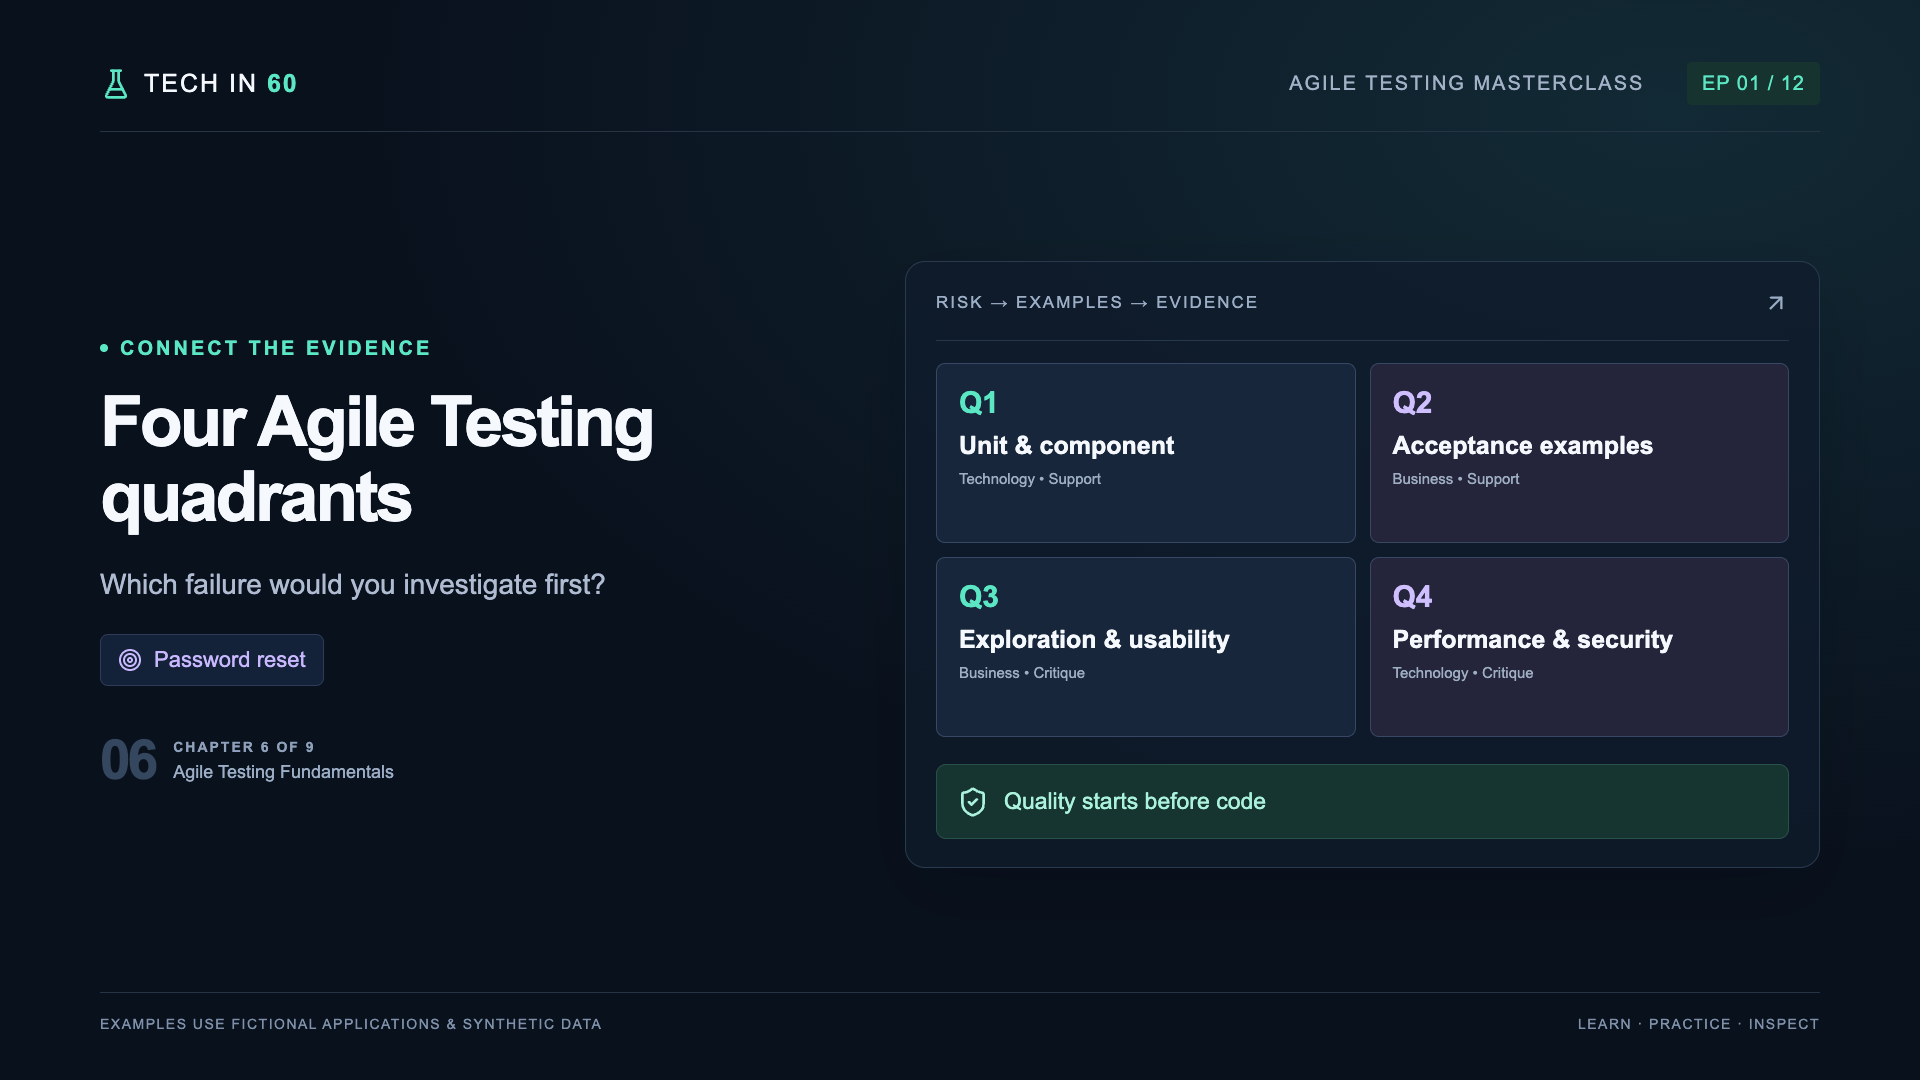 TECH IN 60
AGILE TESTING MASTERCLASS
EP 01 / 12
• CONNECT THE EVIDENCE
Four Agile Testing
quadrants
Which failure would you investigate first?
Password reset
06
CHAPTER 6 OF 9
Agile Testing Fundamentals
RISK → EXAMPLES → EVIDENCE
Q1
Unit & component
Technology • Support
Q2
Acceptance examples
Business • Support
Q3
Exploration & usability
Business • Critique
Q4
Performance & security
Technology • Critique
Quality starts before code
EXAMPLES USE FICTIONAL APPLICATIONS & SYNTHETIC DATA
LEARN · PRACTICE · INSPECT